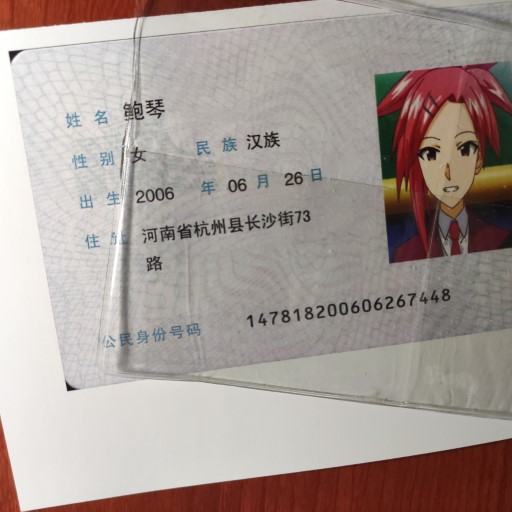 姓名 鲍琴
性别 女 民族 汉族
出生 2006 年 06 月 26 日
住址 河南省杭州县长沙街73
路
公民身份号码 147818200606267448